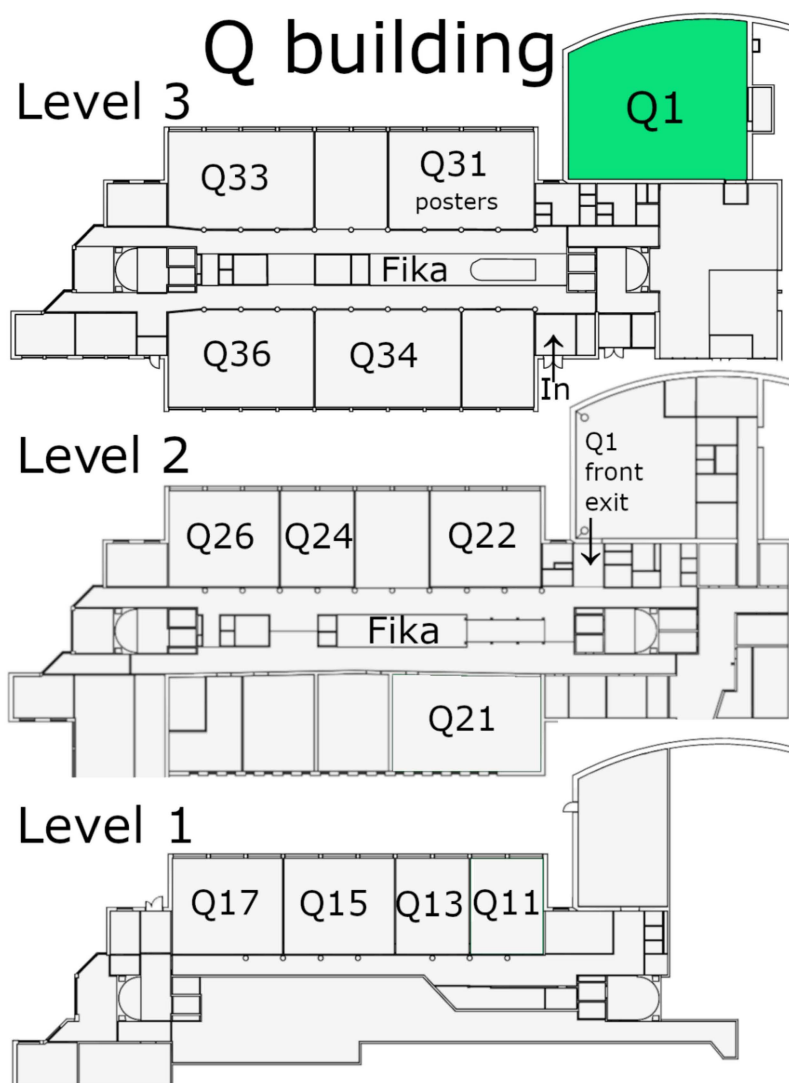 Q building
Level 3
Q1
Q33
Q31
posters
Fika
Q36
Q34
In
Level 2
Q1
front
exit
Q26
Q24
Q22
Fika
Q21
Level 1
Q17
Q15
Q13
Q11